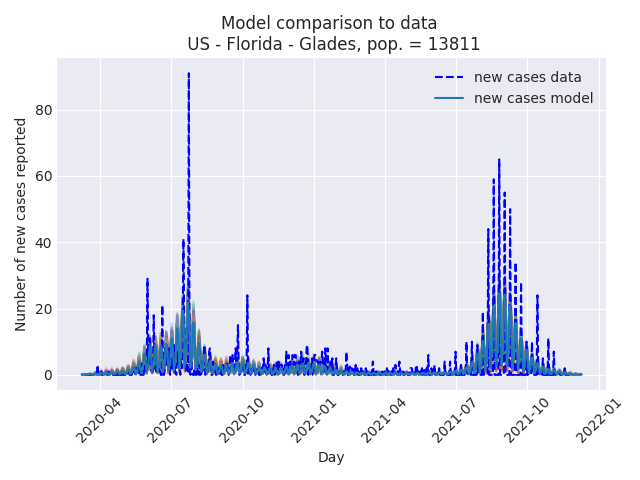 Model comparison to data
US - Florida - Glades, pop. = 13811
new cases data
new cases model
Number of new cases reported
80
60
40
20
0
2020-04
2020-07
2020-10
2021-01
2021-04
2021-07
2021-10
2022-01
Day